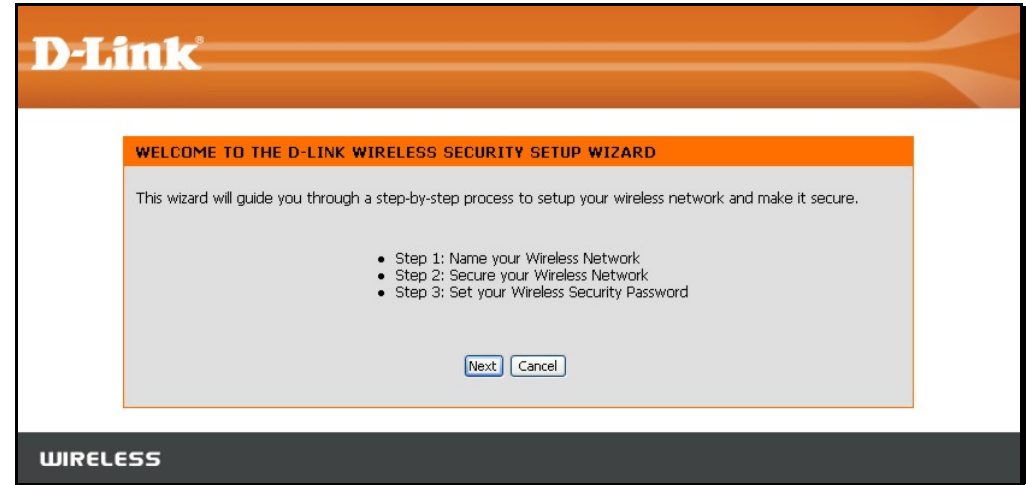 D-Link®
WELCOME TO THE D-LINK WIRELESS SECURITY SETUP WIZARD
This wizard will guide you through a step-by-step process to setup your wireless network and make it secure.
• Step 1: Name your Wireless Network
• Step 2: Secure your Wireless Network
• Step 3: Set your Wireless Security Password
Next Cancel
WIRELESS